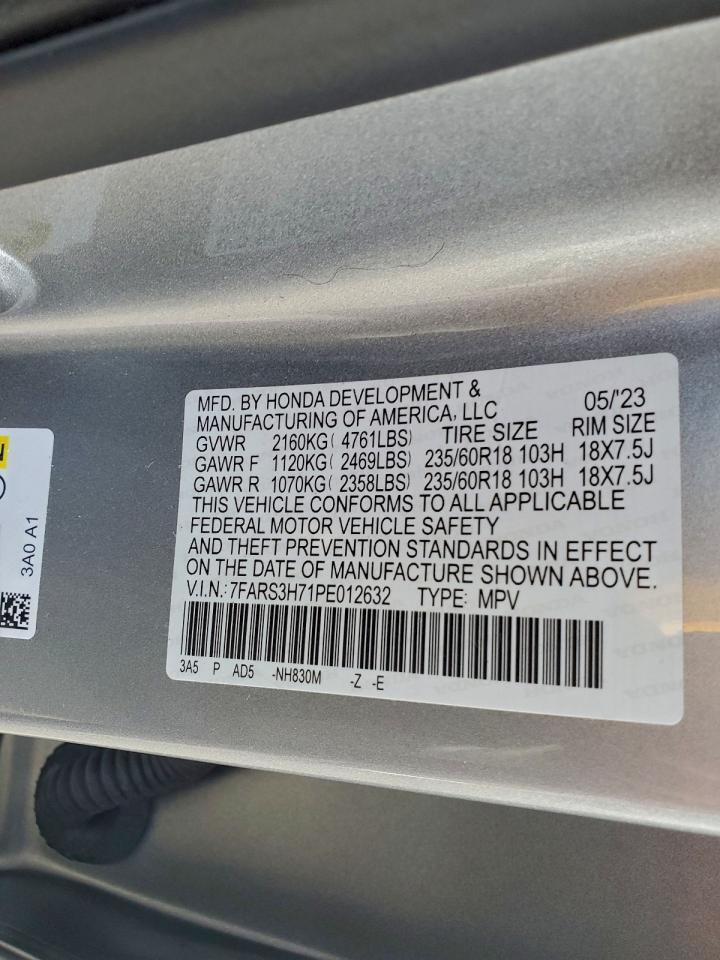 MFD. BY HONDA DEVELOPMENT &
MANUFACTURING OF AMERICA, LLC 05/'23
GVWR 2160KG( 4761LBS) TIRE SIZE RIM SIZE
GAWR F 1120KG( 2469LBS) 235/60R18 103H 18X7.5J
GAWR R 1070KG( 2358LBS) 235/60R18 103H 18X7.5J
THIS VEHICLE CONFORMS TO ALL APPLICABLE
FEDERAL MOTOR VEHICLE SAFETY
AND THEFT PREVENTION STANDARDS IN EFFECT
ON THE DATE OF MANUFACTURE SHOWN ABOVE.
V.I.N.: 7FARS3H71PE012632 TYPE: MPV
3A5 P AD5 -NH830M -Z -E
3A0 A1